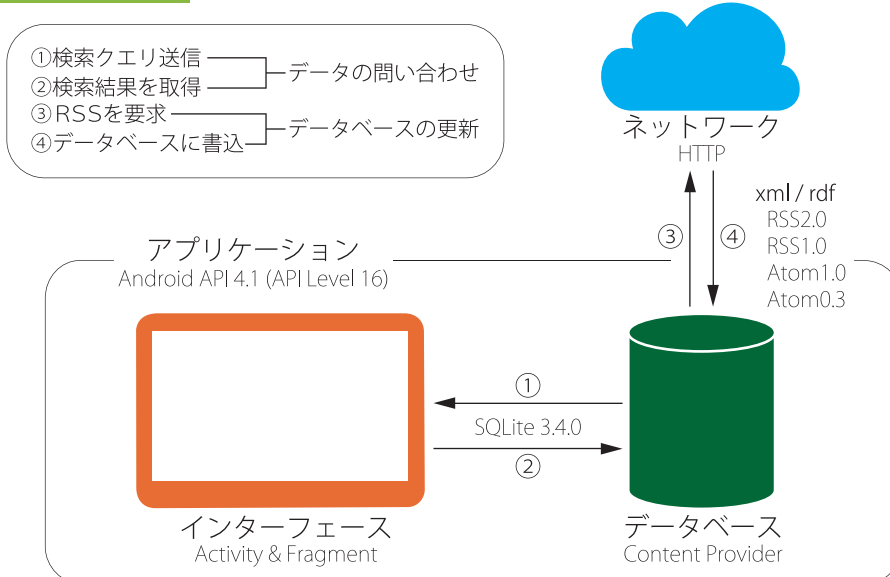 ①検索クエリ送信
②検索結果を取得
データの問い合わせ
③RSSを要求
④データベースに書込
データベースの更新
ネットワーク
HTTP
③
④
xml / rdf
RSS2.0
RSS1.0
Atom1.0
Atom0.3
アプリケーション
Android API 4.1 (API Level 16)
①
SQLite 3.4.0
②
インターフェース
Activity & Fragment
データベース
Content Provider